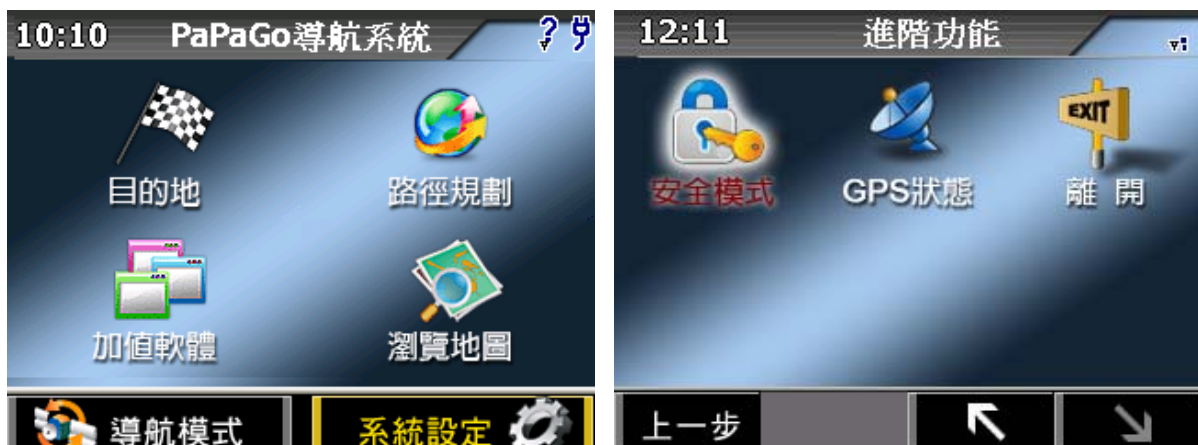 10:10 PaPaGo導航系統
目的地 路徑規劃
加值軟體 瀏覽地圖
導航模式 系統設定
12:11 進階功能
EXIT
安全模式 GPS狀態 離 開
上一步